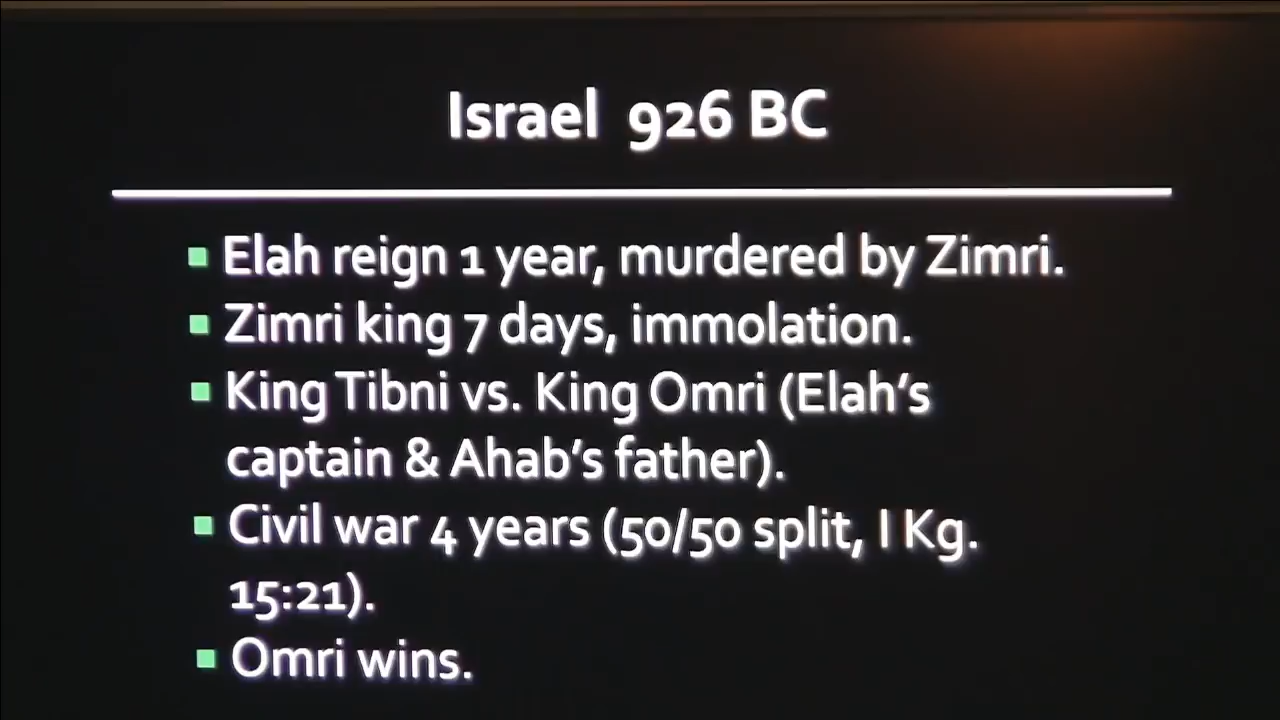 Israel 926 BC
Elah reign 1 year, murdered by Zimri.
Zimri king 7 days, immolation.
King Tibni vs. King Omri (Elah's
captain & Ahab's father).
Civil war 4 years (50/50 split, I Kg.
15:21).
Omri wins.